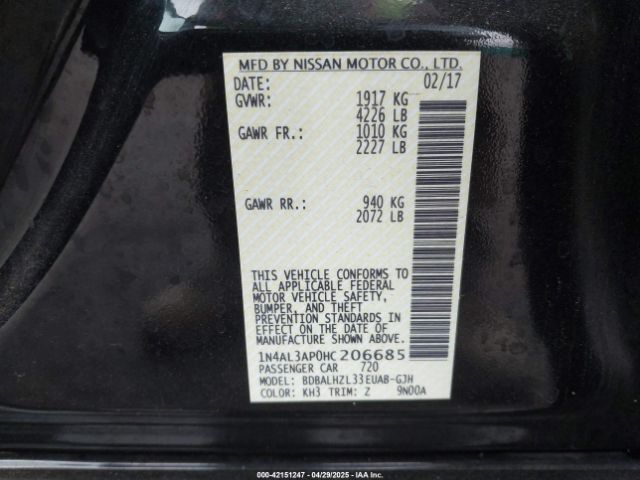 MFD BY NISSAN MOTOR CO., LTD.
DATE: 02/17
GVWR: 1917 KG
4226 LB
GAWR FR.: 1010 KG
2227 LB
GAWR RR.: 940 KG
2072 LB
THIS VEHICLE CONFORMS TO
ALL APPLICABLE FEDERAL
MOTOR VEHICLE SAFETY,
BUMPER, AND THEFT
PREVENTION STANDARDS IN
EFFECT ON THE DATE OF
MANUFACTURE SHOWN ABOVE.
1N4AL3AP0HC206685
PASSENGER CAR 720
MODEL: BDBALHZL33EUAB-GJH
COLOR: KH3 TRIM: Z 9N00A
000-42151247 - 04/29/2025 - IAA Inc.